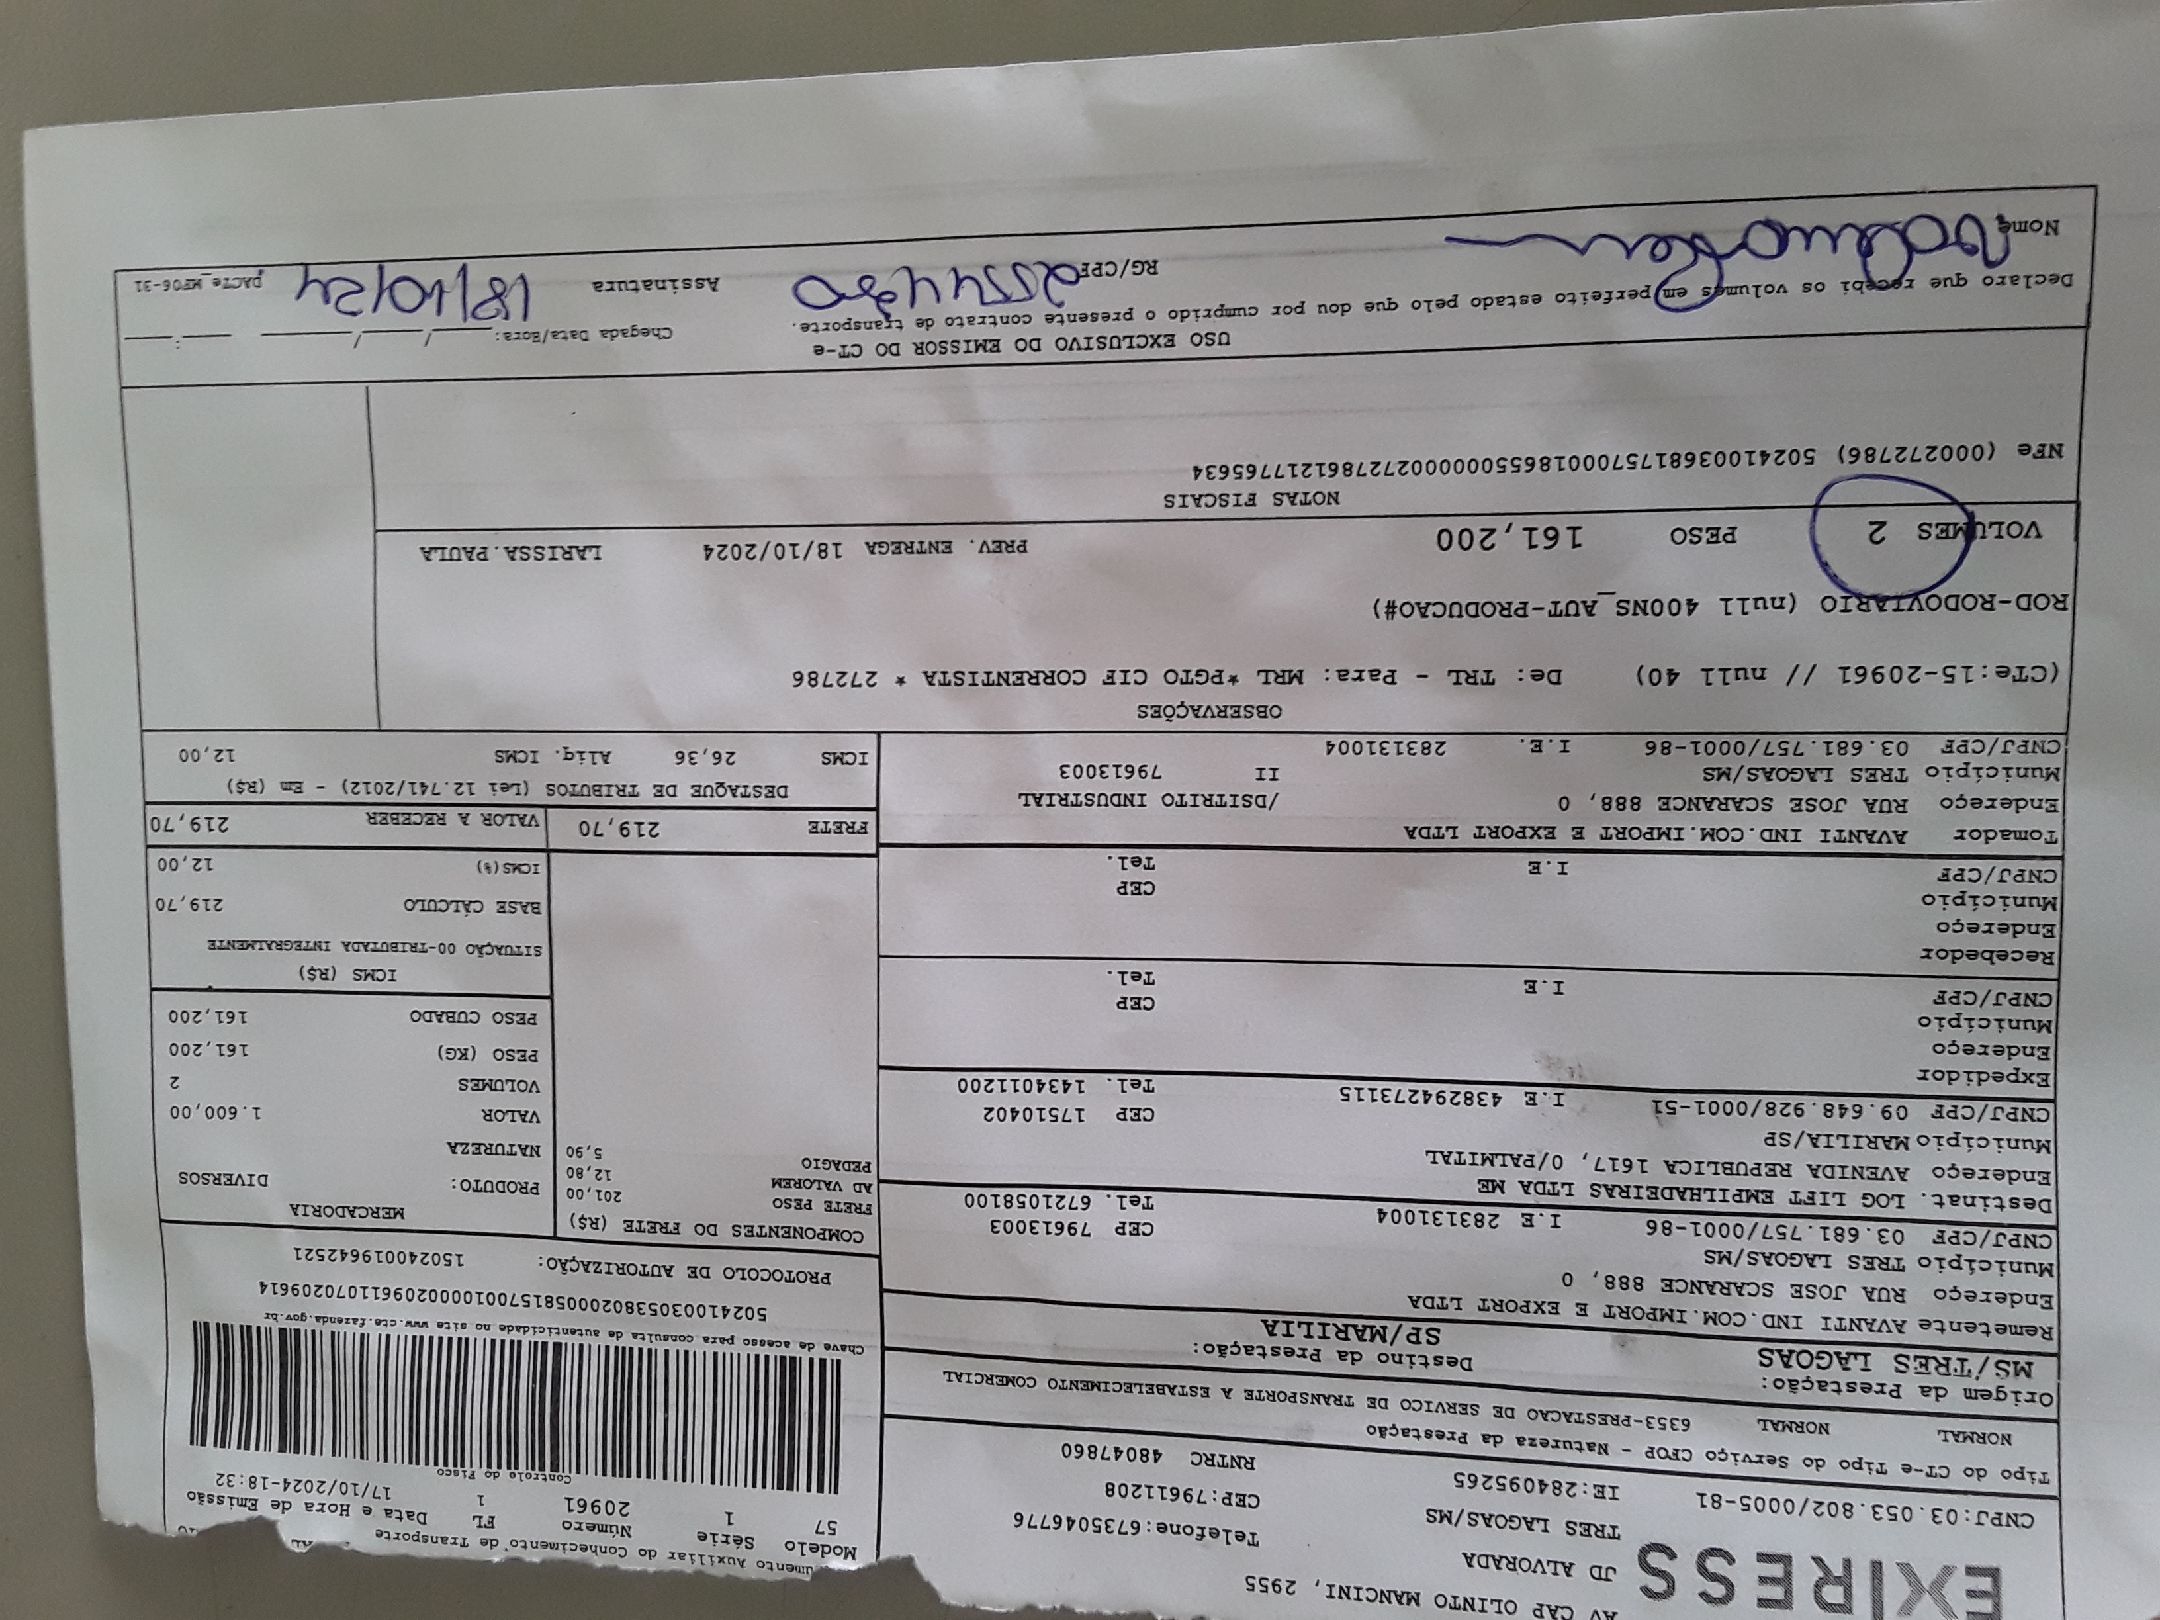 EXPRESS
AV CAP OLINTO MANCINI, 2955
JD ALVORADA
TRES LAGOAS/MS
Telefone:6735046776
CEP:79611208
CNPJ:03.053.802/0005-81 IE:284095265 RNTRC 48047860
Auxiliar do Conhecimento de Transporte
Modelo Série Número FL Data e Hora de Emissão
57 1 20961 1 17/10/2024-18:32
Controle do Fisco
Chave de acesso para consulta de autenticidade no site www.cte.fazenda.gov.br
50241003053802000581570010000209611070209614
PROTOCOLO DE AUTORIZAÇÃO: 150240019642521
Tipo do CT-e Tipo do Serviço CFOP - Natureza da Prestação
NORMAL NORMAL 6353-PRESTACAO DE SERVICO DE TRANSPORTE A ESTABELECIMENTO COMERCIAL
Origem da Prestação: Destino da Prestação:
MS/TRES LAGOAS SP/MARILIA
Remetente AVANTI IND.COM.IMPORT E EXPORT LTDA
Endereço RUA JOSE SCARANCE 888, 0
Município TRES LAGOAS/MS CEP 79613003
CNPJ/CPF 03.681.757/0001-86 I.E 283131004 Tel. 6721058100
Destinat. LOG LIFT EMPILHADEIRAS LTDA ME
Endereço AVENIDA REPUBLICA 1617, 0/PALMITAL
Município MARILIA/SP CEP 17510402
CNPJ/CPF 09.648.928/0001-51 I.E 438294273115 Tel. 1434011200
Expedidor
Endereço
Município CEP
CNPJ/CPF I.E Tel.
Recebedor
Endereço
Município CEP
CNPJ/CPF I.E Tel.
Tomador AVANTI IND.COM.IMPORT E EXPORT LTDA
Endereço RUA JOSE SCARANCE 888, 0 /DSITRITO INDUSTRIAL
Município TRES LAGOAS/MS II 79613003
CNPJ/CPF 03.681.757/0001-86 I.E. 283131004
COMPONENTES DO FRETE (R$)
FRETE PESO 201,00
AD VALOREM 12,80
PEDAGIO 5,90
MERCADORIA
PRODUTO: DIVERSOS
NATUREZA
VALOR 1.600,00
VOLUMES 2
PESO (KG) 161,200
PESO CUBADO 161,200
ICMS (R$)
SITUAÇÃO 00-TRIBUTADA INTEGRALMENTE
BASE CÁLCULO 219,70
ICMS(%) 12,00
FRETE 219,70 VALOR A RECEBER 219,70
DESTAQUE DE TRIBUTOS (Lei 12.741/2012) - Em (R$)
ICMS 26,36 Aliq. ICMS 12,00
OBSERVAÇÕES
(CTe:15-20961 // null 40) De: TRL - Para: MRL *PGTO CIF CORRENTISTA * 272786
ROD-RODOVIARIO (null 400NS_AUT-PRODUCAO#)
VOLUMES 2 PESO 161,200 PREV. ENTREGA 18/10/2024 LARISSA.PAULA
NOTAS FISCAIS
NFe (000272786) 50241003681757000186550000002727861217765634
USO EXCLUSIVO DO EMISSOR DO CT-e
Declaro que recebi os volumes em perfeito estado pelo que dou por cumprido o presente contrato de transporte.
Chegada Data/Hora: ___/___/___ ___:___
Nome RG/CPF Assinatura 18/10/24 DACTe_MF06-31